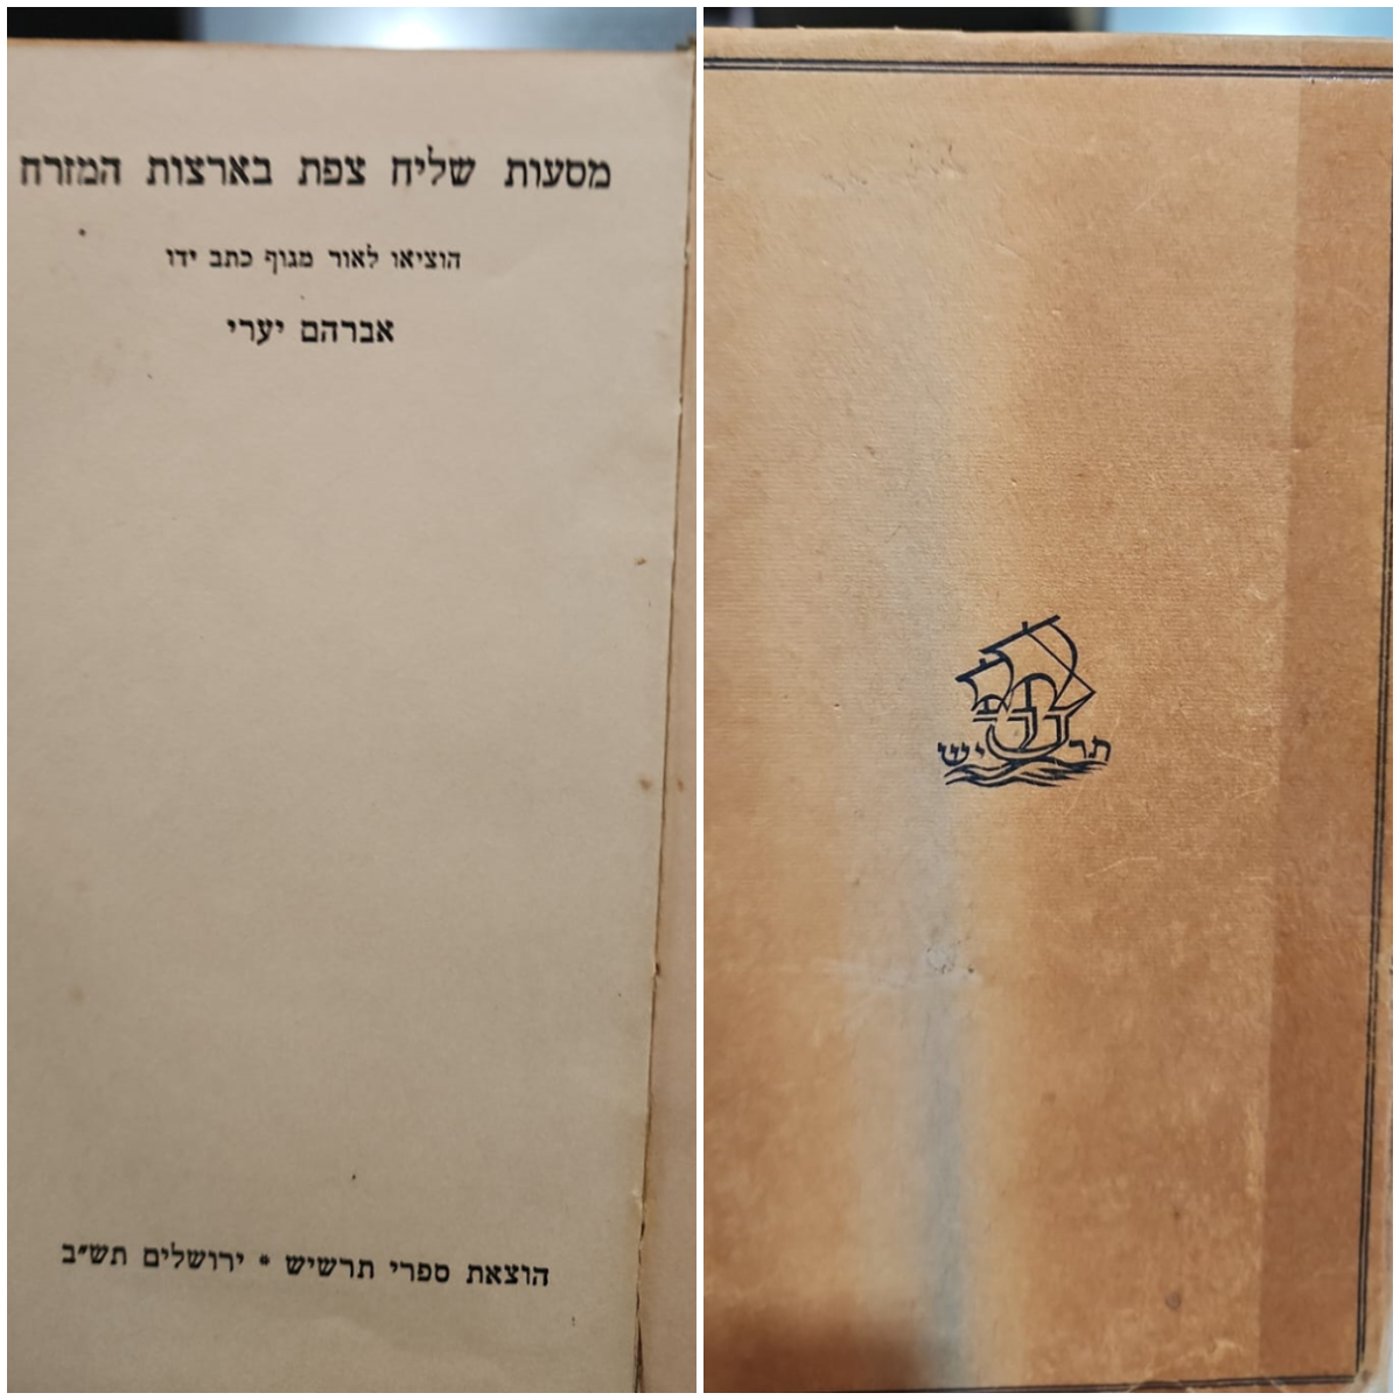 מסעות שליח צפת בארצות המזרח
הוציאו לאור מגוף כתב ידו
אברהם יערי
הוצאת ספרי תרשיש * ירושלים תש״ב
תרשיש